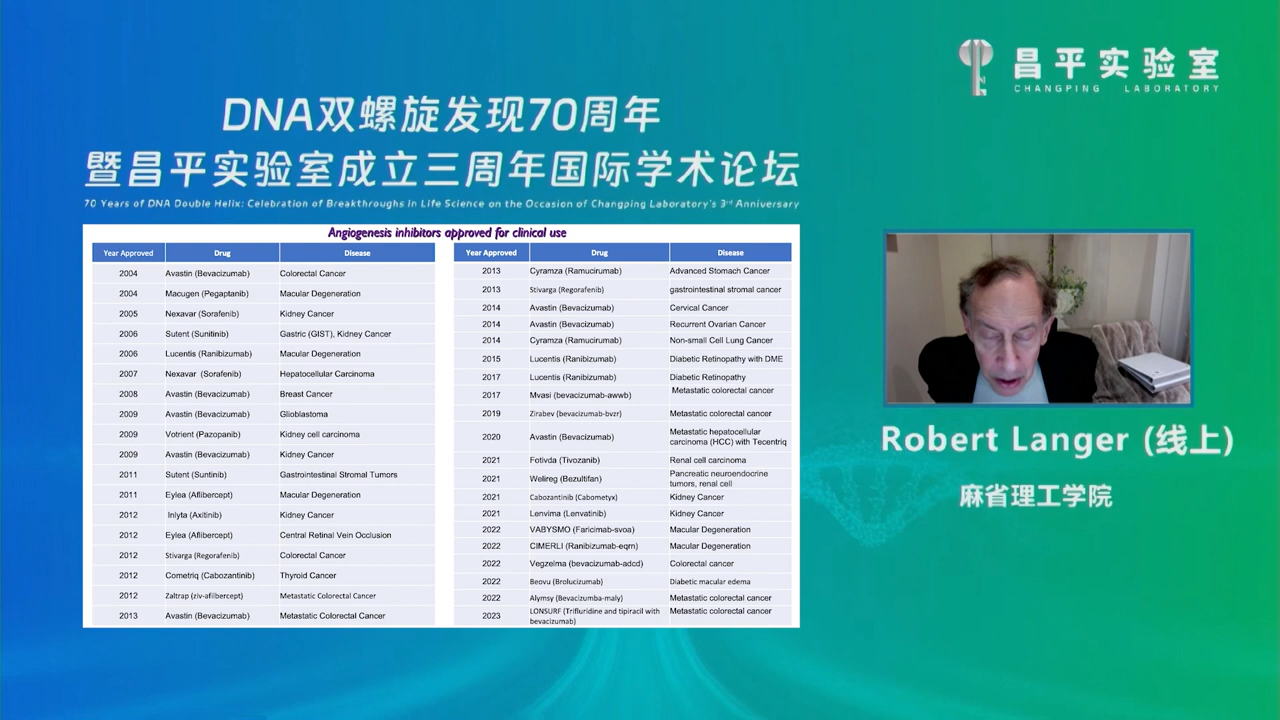 昌平实验室
CHANGPING LABORATORY
DNA双螺旋发现70周年
暨昌平实验室成立三周年国际学术论坛
70 Years of DNA Double Helix: Celebration of Breakthroughs in Life Science on the Occasion of Changping Laboratory's 3rd Anniversary
Angiogenesis inhibitors approved for clinical use
Year Approved Drug Disease
2004 Avastin (Bevacizumab) Colorectal Cancer
2004 Macugen (Pegaptanib) Macular Degeneration
2005 Nexavar (Sorafenib) Kidney Cancer
2006 Sutent (Sunitinib) Gastric (GIST), Kidney Cancer
2006 Lucentis (Ranibizumab) Macular Degeneration
2007 Nexavar (Sorafenib) Hepatocellular Carcinoma
2008 Avastin (Bevacizumab) Breast Cancer
2009 Avastin (Bevacizumab) Glioblastoma
2009 Votrient (Pazopanib) Kidney cell carcinoma
2009 Avastin (Bevacizumab) Kidney Cancer
2011 Sutent (Suntinib) Gastrointestinal Stromal Tumors
2011 Eylea (Aflibercept) Macular Degeneration
2012 Inlyta (Axitinib) Kidney Cancer
2012 Eylea (Aflibercept) Central Retinal Vein Occlusion
2012 Stivarga (Regorafenib) Colorectal Cancer
2012 Cometriq (Cabozantinib) Thyroid Cancer
2012 Zaltrap (ziv-afilbercept) Metastatic Colorectal Cancer
2013 Avastin (Bevacizumab) Metastatic Colorectal Cancer
Year Approved Drug Disease
2013 Cyramza (Ramucirumab) Advanced Stomach Cancer
2013 Stivarga (Regorafenib) gastrointestinal stromal cancer
2014 Avastin (Bevacizumab) Cervical Cancer
2014 Avastin (Bevacizumab) Recurrent Ovarian Cancer
2014 Cyramza (Ramucirumab) Non-small Cell Lung Cancer
2015 Lucentis (Ranibizumab) Diabetic Retinopathy with DME
2017 Lucentis (Ranibizumab) Diabetic Retinopathy
2017 Mvasi (bevacizumab-awwb) Metastatic colorectal cancer
2019 Zirabev (bevacizumab-bvzr) Metastatic colorectal cancer
2020 Avastin (Bevacizumab) Metastatic hepatocellular
carcinoma (HCC) with Tecentriq
2021 Fotivda (Tivozanib) Renal cell carcinoma
2021 Welireg (Bezultifan) Pancreatic neuroendocrine
tumors, renal cell
2021 Cabozantinib (Cabometyx) Kidney Cancer
2021 Lenvima (Lenvatinib) Kidney Cancer
2022 VABYSMO (Faricimab-svoa) Macular Degeneration
2022 CIMERLI (Ranibizumab-eqrn) Macular Degeneration
2022 Vegzelma (bevacizumab-adcd) Colorectal cancer
2022 Beovu (Brolucizumab) Diabetic macular edema
2022 Alymsy (Bevacizumba-maly) Metastatic colorectal cancer
2023 LONSURF (Trifluridine and tipiracil with Metastatic colorectal cancer
bevacizumab)
Robert Langer (线上)
麻省理工学院